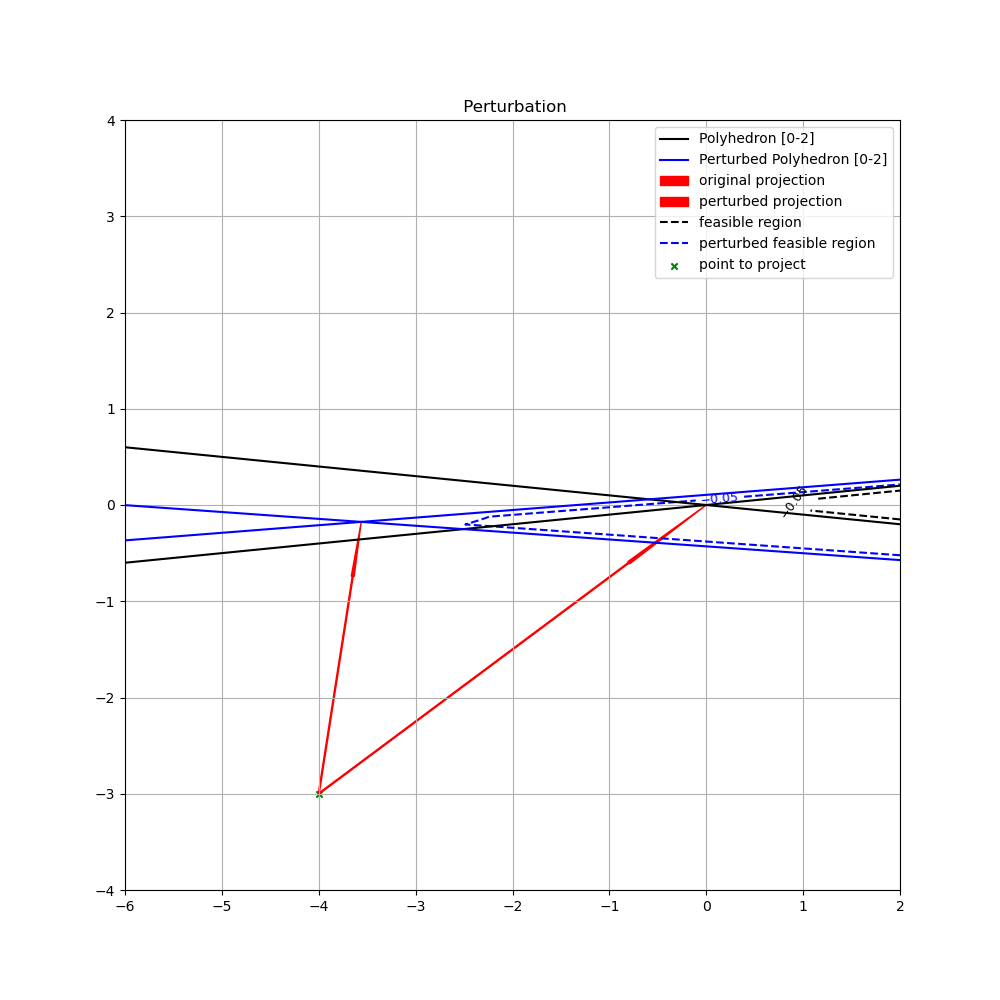 Perturbation
4
3
2
1
0
−1
−2
−3
−4
−6 −5 −4 −3 −2 −1 0 1 2
Polyhedron [0-2]
Perturbed Polyhedron [0-2]
original projection
perturbed projection
feasible region
perturbed feasible region
point to project
−0.05